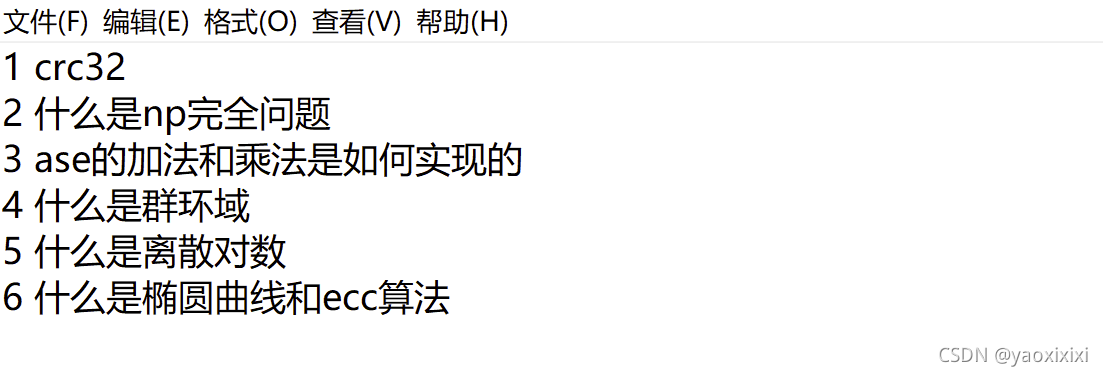 文件(F) 编辑(E) 格式(O) 查看(V) 帮助(H)
1 crc32
2 什么是np完全问题
3 ase的加法和乘法是如何实现的
4 什么是群环域
5 什么是离散对数
6 什么是椭圆曲线和ecc算法
CSDN @yaoxixixi